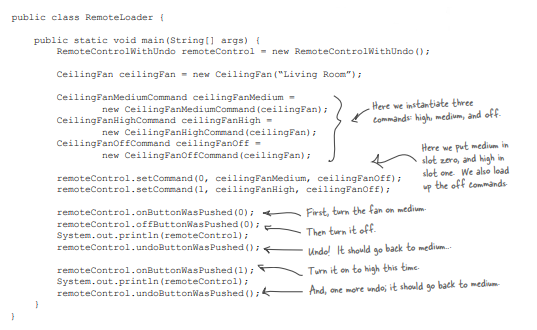 public class RemoteLoader {
public static void main(String[] args) {
RemoteControlWithUndo remoteControl = new RemoteControlWithUndo();
CeilingFan ceilingFan = new CeilingFan(“Living Room”);
CeilingFanMediumCommand ceilingFanMedium =
new CeilingFanMediumCommand(ceilingFan);
CeilingFanHighCommand ceilingFanHigh =
new CeilingFanHighCommand(ceilingFan);
CeilingFanOffCommand ceilingFanOff =
new CeilingFanOffCommand(ceilingFan);
Here we instantiate three
commands: high, medium, and off.
remoteControl.setCommand(0, ceilingFanMedium, ceilingFanOff);
remoteControl.setCommand(1, ceilingFanHigh, ceilingFanOff);
Here we put medium in
slot zero, and high in
slot one. We also load
up the off commands.
remoteControl.onButtonWasPushed(0);
First, turn the fan on medium.
remoteControl.offButtonWasPushed(0);
Then turn it off.
System.out.println(remoteControl);
remoteControl.undoButtonWasPushed();
Undo! It should go back to medium...
remoteControl.onButtonWasPushed(1);
Turn it on to high this time.
System.out.println(remoteControl);
remoteControl.undoButtonWasPushed();
And, one more undo; it should go back to medium.
}
}